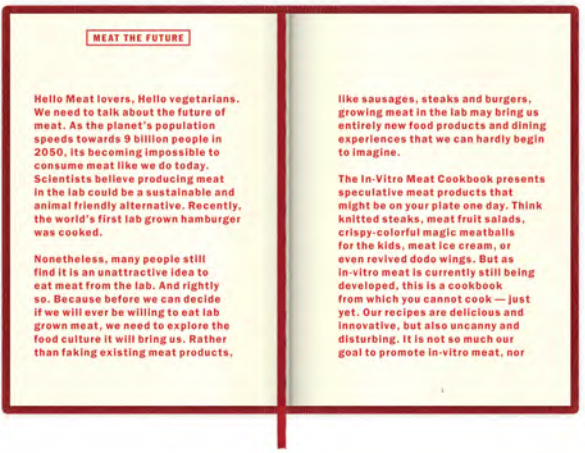 MEAT THE FUTURE
Hello Meat lovers, Hello vegetarians.
We need to talk about the future of
meat. As the planet's population
speeds towards 9 billion people in
2050, its becoming impossible to
consume meat like we do today.
Scientists believe producing meat
in the lab could be a sustainable and
animal friendly alternative. Recently,
the world's first lab grown hamburger
was cooked.
Nonetheless, many people still
find it is an unattractive idea to
eat meat from the lab. And rightly
so. Because before we can decide
if we will ever be willing to eat lab
grown meat, we need to explore the
food culture it will bring us. Rather
than faking existing meat products,
like sausages, steaks and burgers,
growing meat in the lab may bring us
entirely new food products and dining
experiences that we can hardly begin
to imagine.
The In-Vitro Meat Cookbook presents
speculative meat products that
might be on your plate one day. Think
knitted steaks, meat fruit salads,
crispy-colorful magic meatballs
for the kids, meat ice cream, or
even revived dodo wings. But as
in-vitro meat is currently still being
developed, this is a cookbook
from which you cannot cook — just
yet. Our recipes are delicious and
innovative, but also uncanny and
disturbing. It is not so much our
goal to promote in-vitro meat, nor